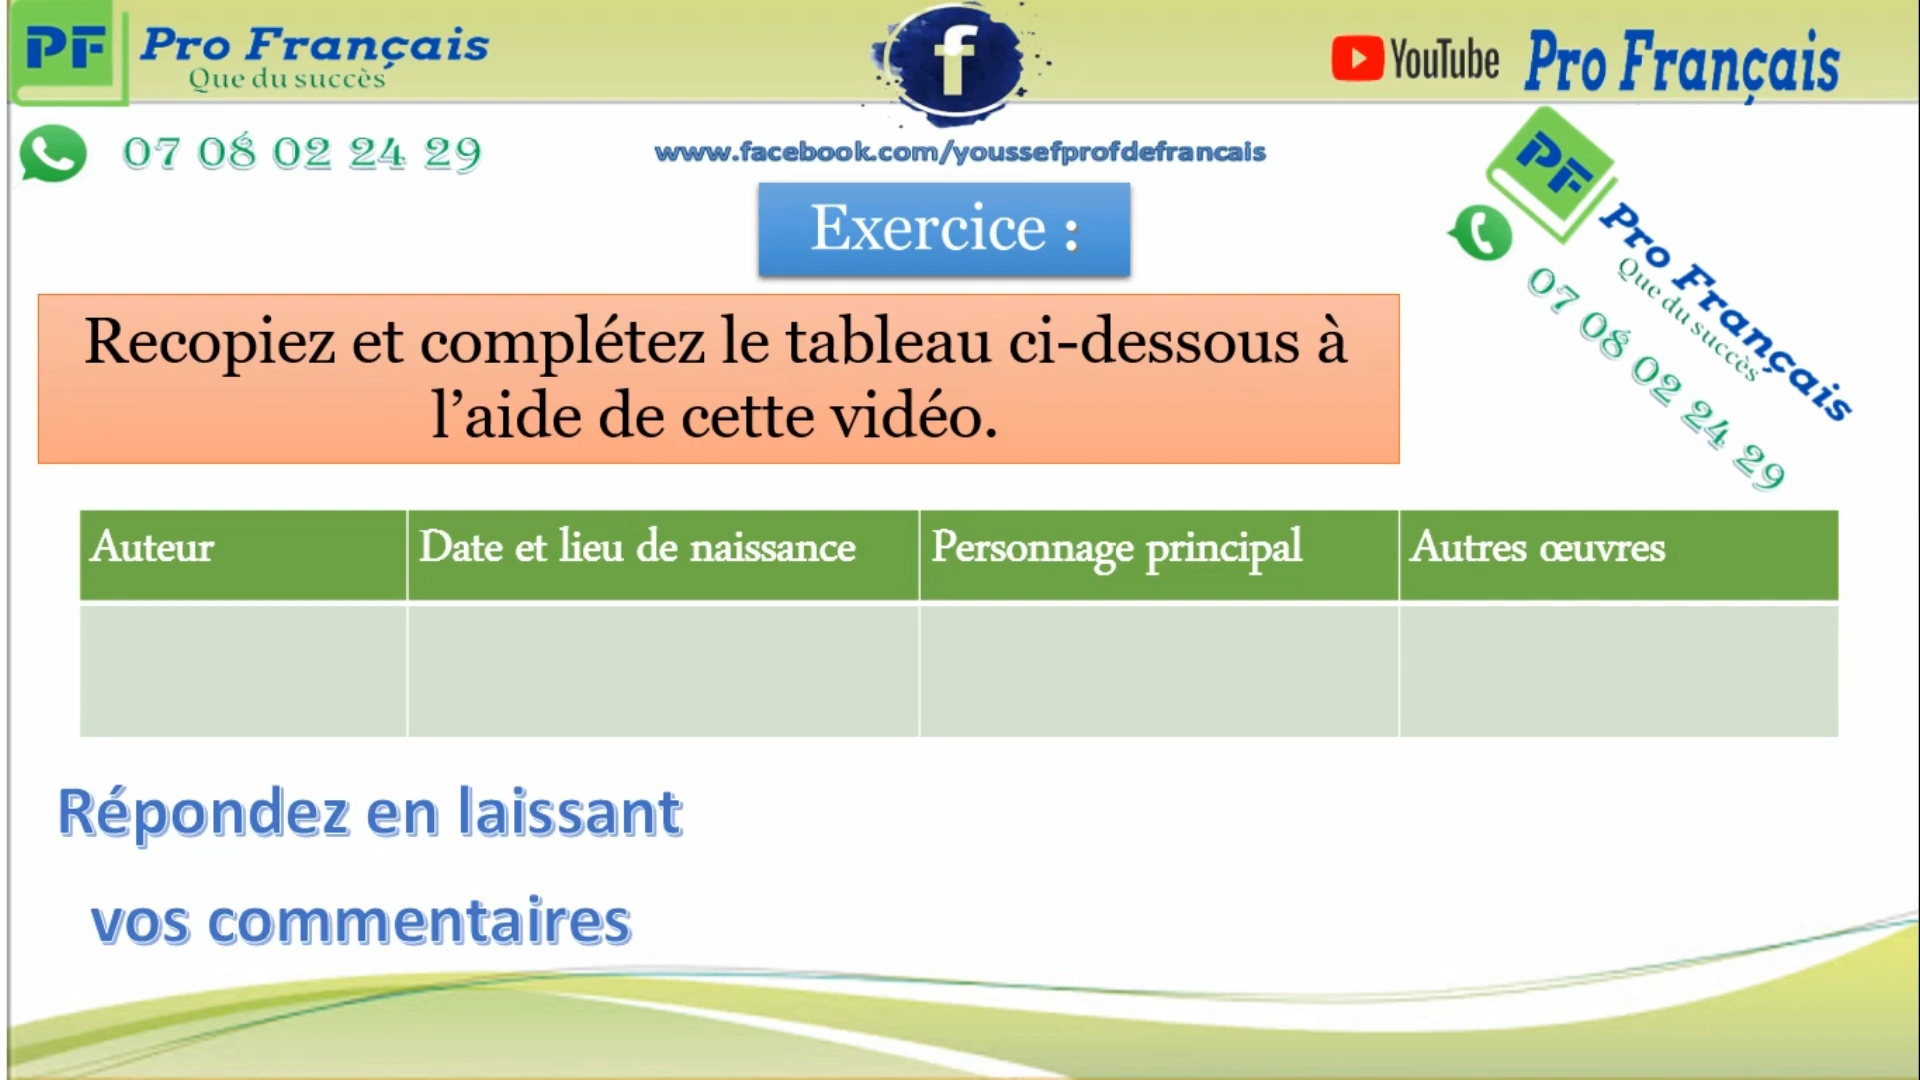 PF Pro Français
Que du succès
f
YouTube Pro Français
07 08 02 24 29
www.facebook.com/youssefprofdefrancais
PF Pro Français
Que du succès
07 08 02 24 29
Exercice :
Recopiez et complétez le tableau ci-dessous à
l’aide de cette vidéo.
Auteur Date et lieu de naissance Personnage principal Autres œuvres
Répondez en laissant
vos commentaires